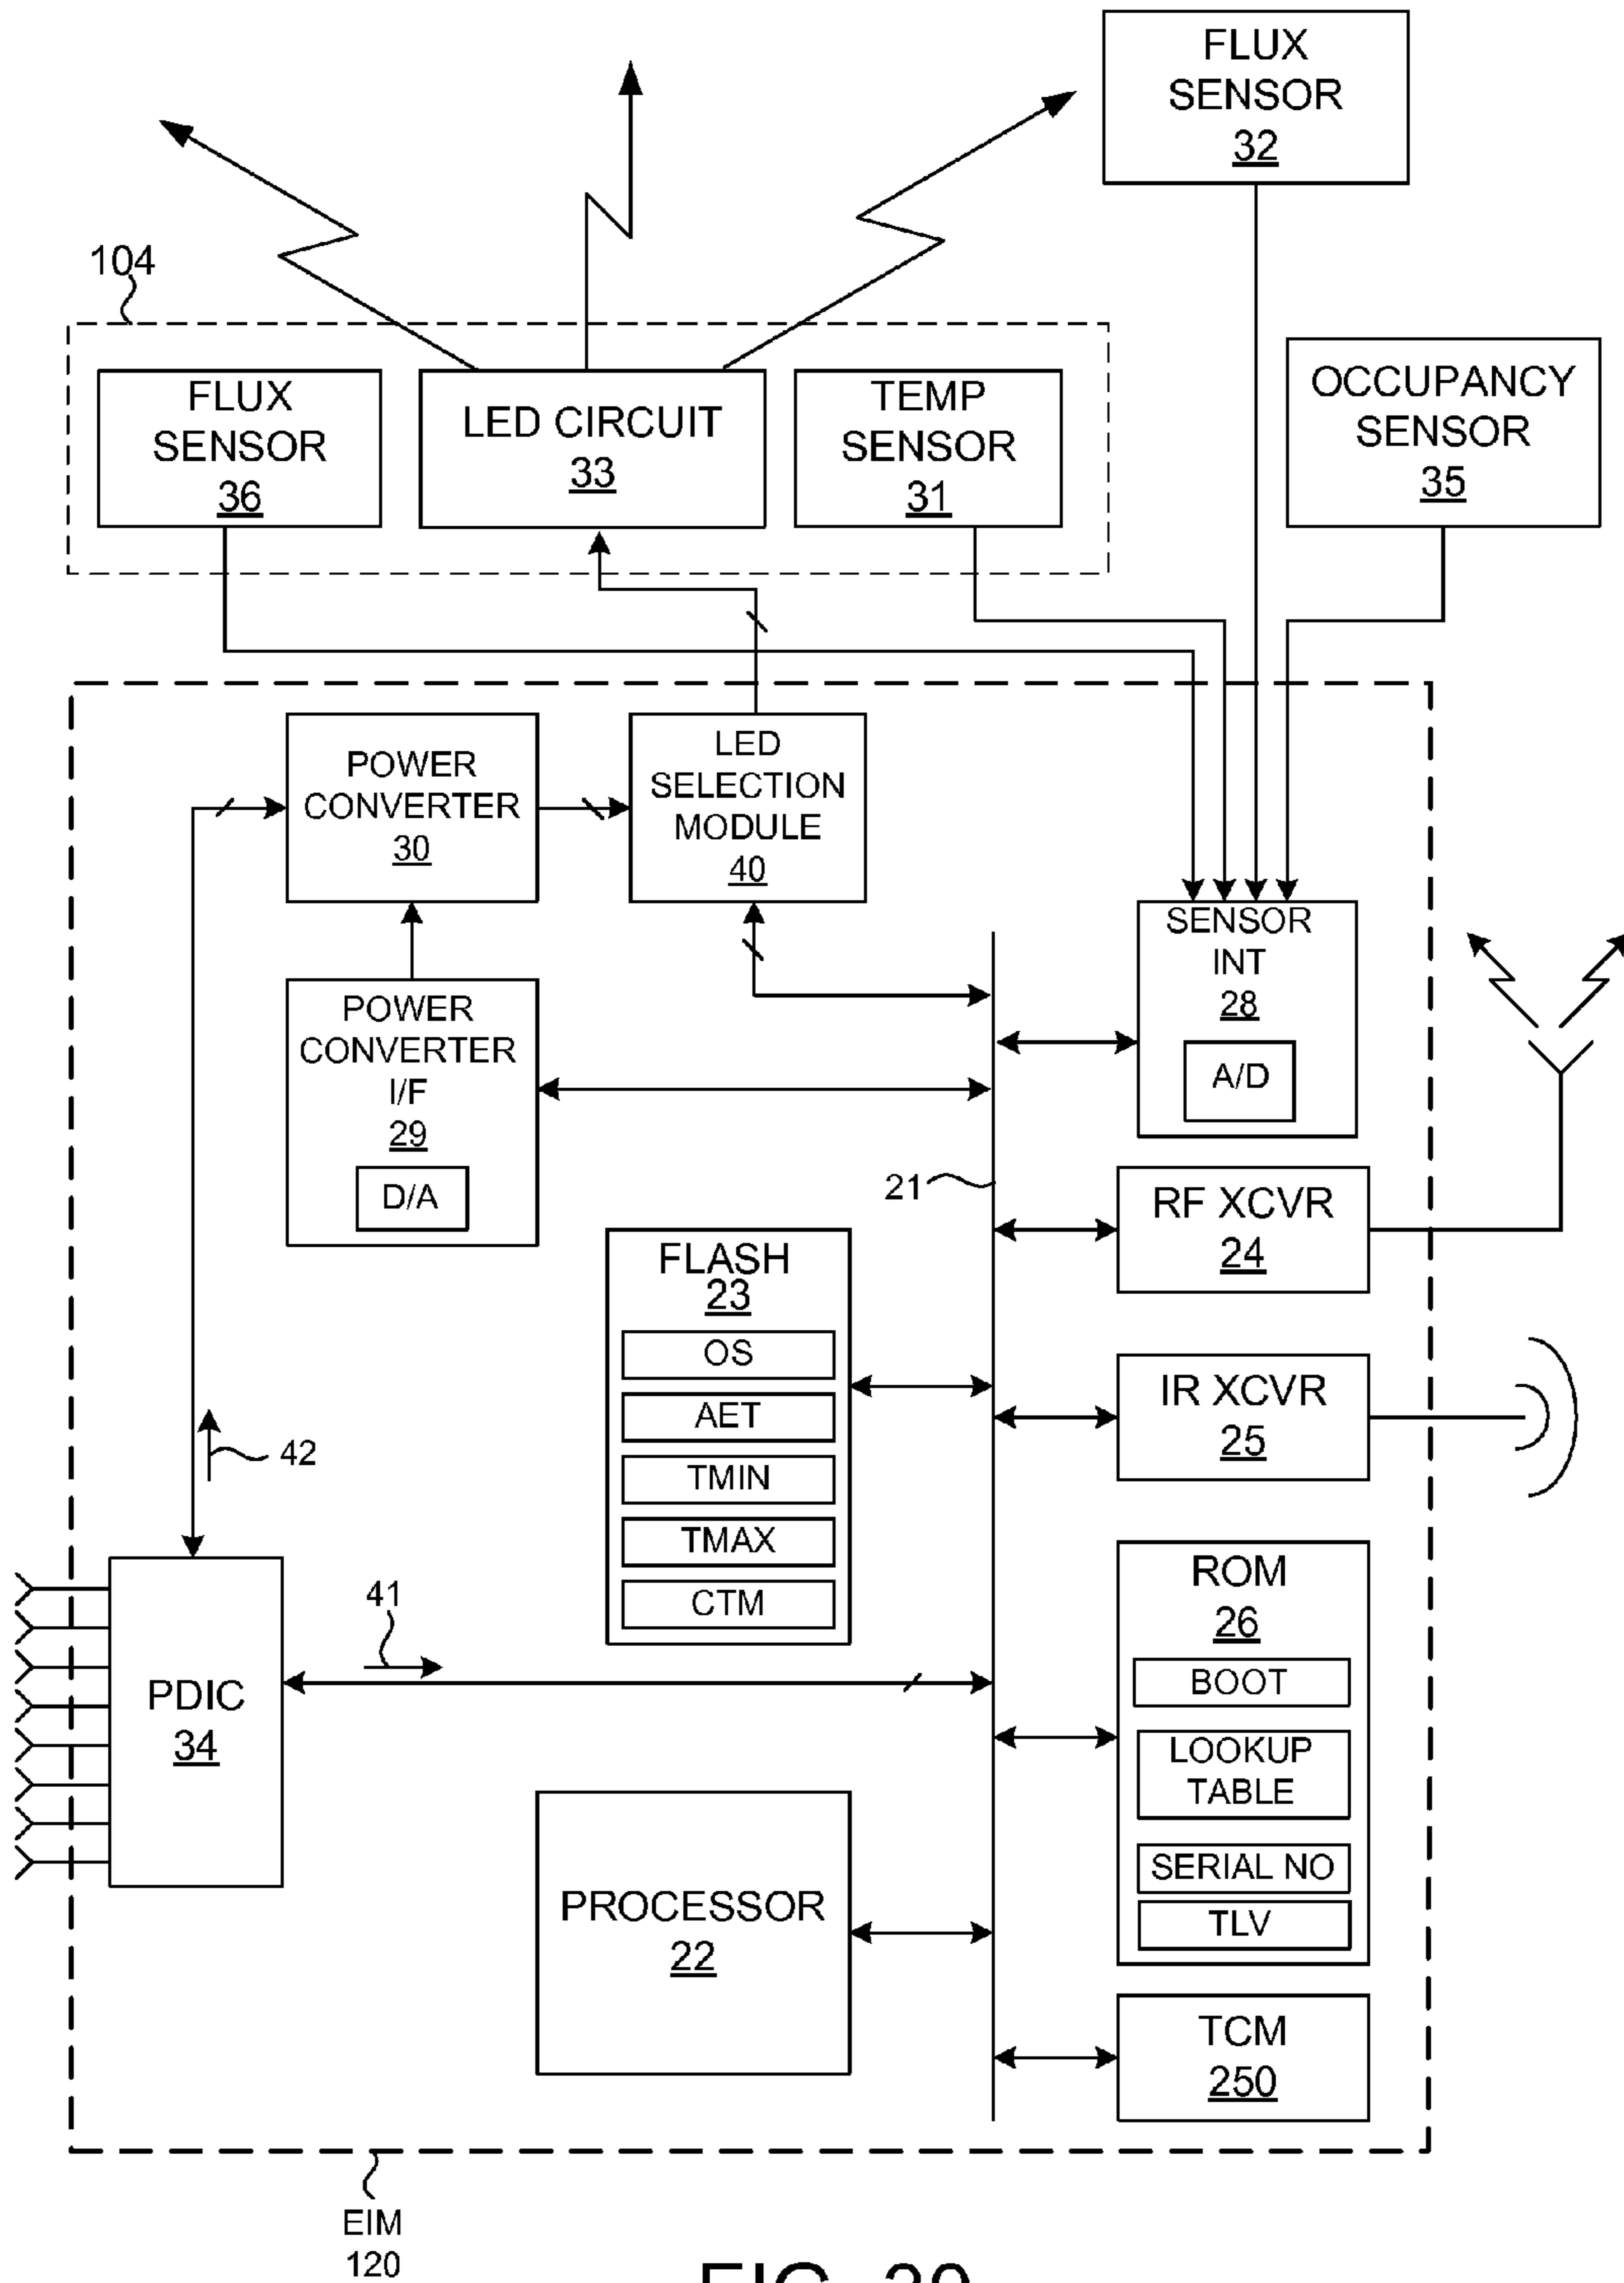 FLUX
SENSOR
32
104
FLUX
SENSOR
36
LED CIRCUIT
33
TEMP
SENSOR
31
OCCUPANCY
SENSOR
35
POWER
CONVERTER
30
LED
SELECTION
MODULE
40
SENSOR
INT
28
A/D
POWER
CONVERTER
I/F
29
D/A
21
RF XCVR
24
FLASH
23
OS
AET
TMIN
TMAX
CTM
IR XCVR
25
42
41
PDIC
34
ROM
26
BOOT
LOOKUP
TABLE
SERIAL NO
TLV
PROCESSOR
22
TCM
250
EIM
120